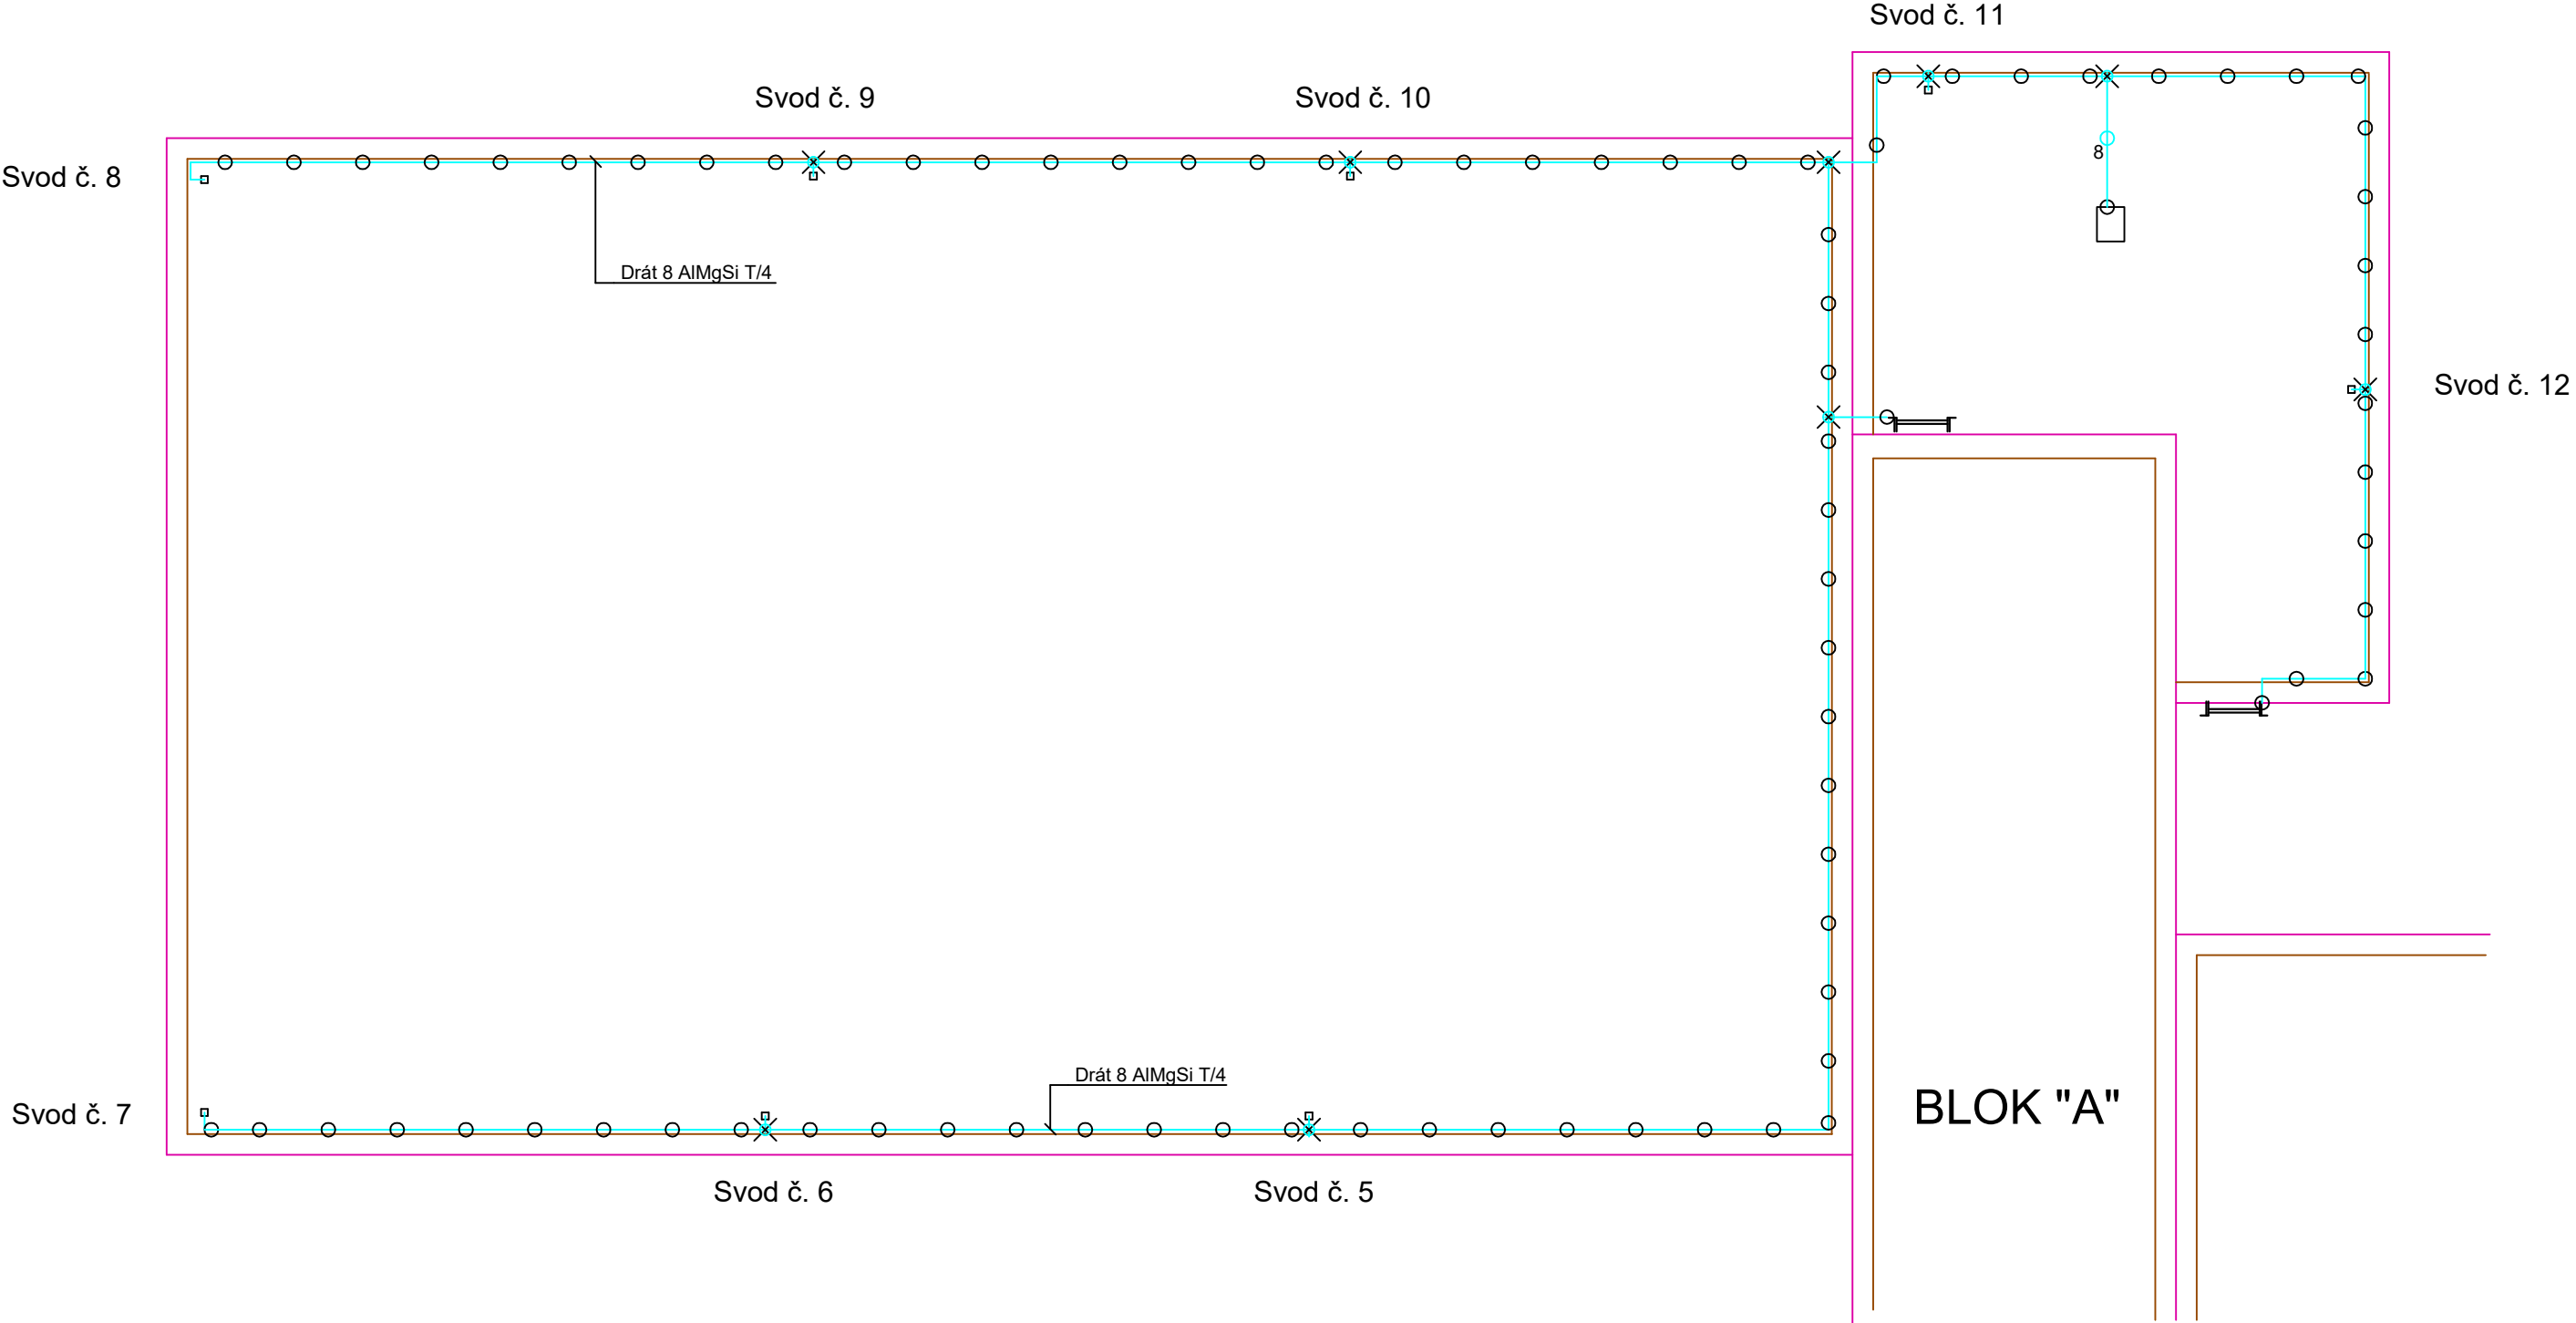 Svod č. 11
Svod č. 9
Svod č. 10
8
Svod č. 8
Drát 8 AlMgSi T/4
Svod č. 12
Drát 8 AlMgSi T/4
BLOK "A"
Svod č. 7
Svod č. 6
Svod č. 5